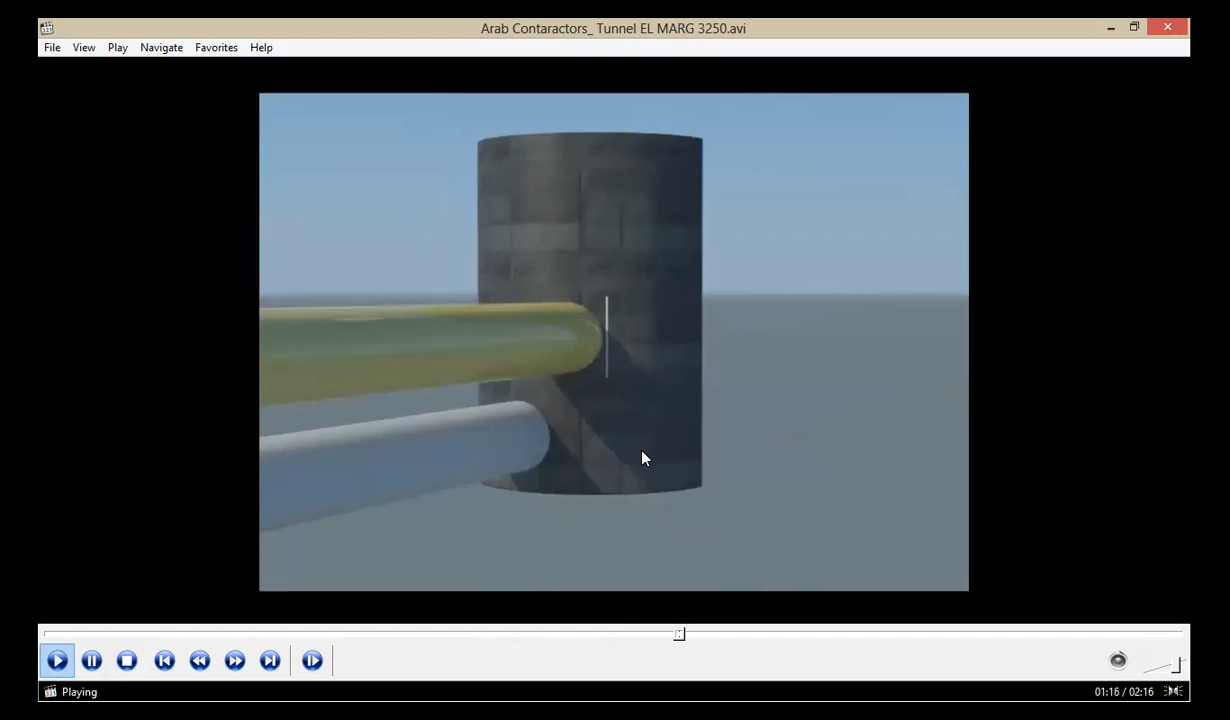 Arab Contaractors_ Tunnel EL MARG 3250.avi
File View Play Navigate Favorites Help
Playing
01:16 / 02:16